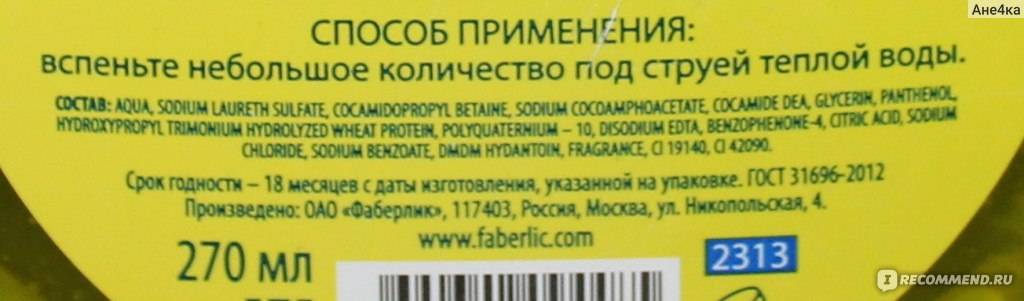 Ане4ка
СПОСОБ ПРИМЕНЕНИЯ:
вспеньте небольшое количество под струей теплой воды.
СОСТАВ: AQUA, SODIUM LAURETH SULFATE, COCAMIDOPROPYL BETAINE, SODIUM COCOAMPHOACETATE, COCAMIDE DEA, GLYCERIN, PANTHENOL,
HYDROXYPROPYL TRIMONIUM HYDROLYZED WHEAT PROTEIN, POLYQUATERNIUM – 10, DISODIUM EDTA, BENZOPHENONE-4, CITRIC ACID, SODIUM
CHLORIDE, SODIUM BENZOATE, DMDM HYDANTOIN, FRAGRANCE, CI 19140, CI 42090.
Срок годности – 18 месяцев с даты изготовления, указанной на упаковке. ГОСТ 31696-2012
Произведено: ОАО «Фаберлик», 117403, Россия, Москва, ул. Никопольская, 4.
www.faberlic.com
270 мл
2313
IRECOMMEND.RU